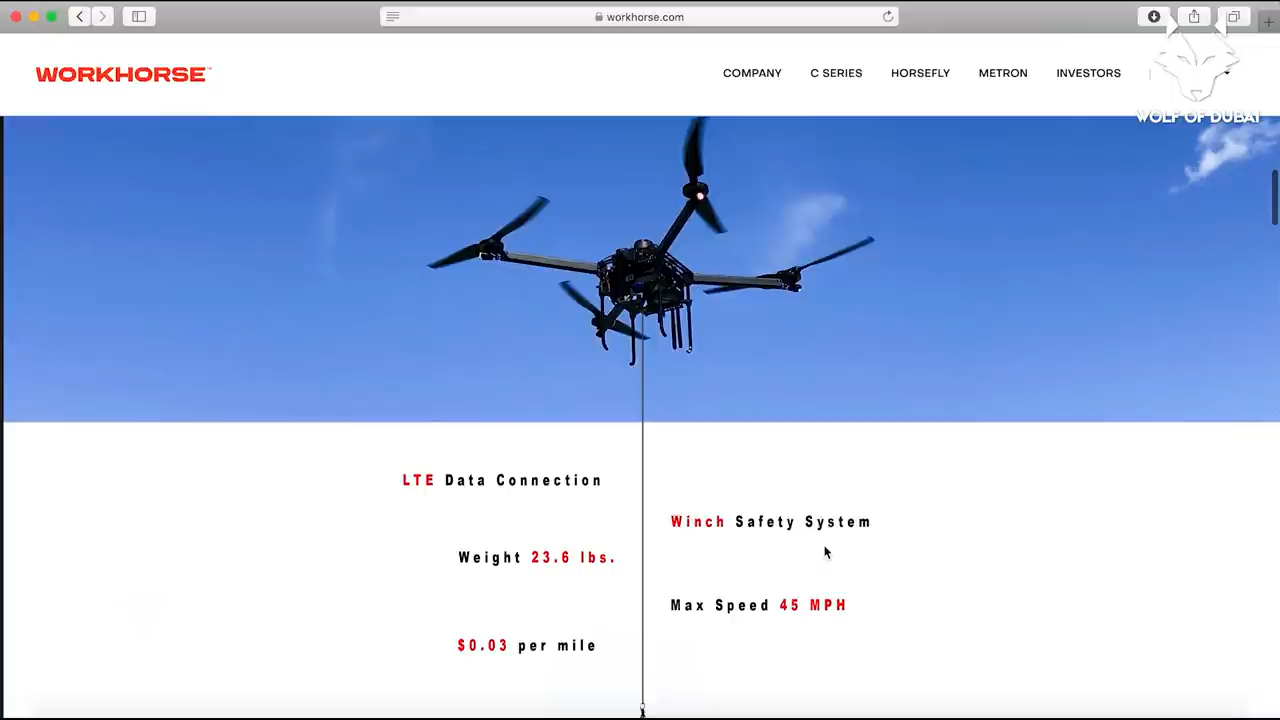 workhorse.com
WORKHORSE™
COMPANY
C SERIES
HORSEFLY
METRON
INVESTORS
WOLF OF DUBAI
LTE Data Connection
Winch Safety System
Weight 23.6 lbs.
Max Speed 45 MPH
$0.03 per mile